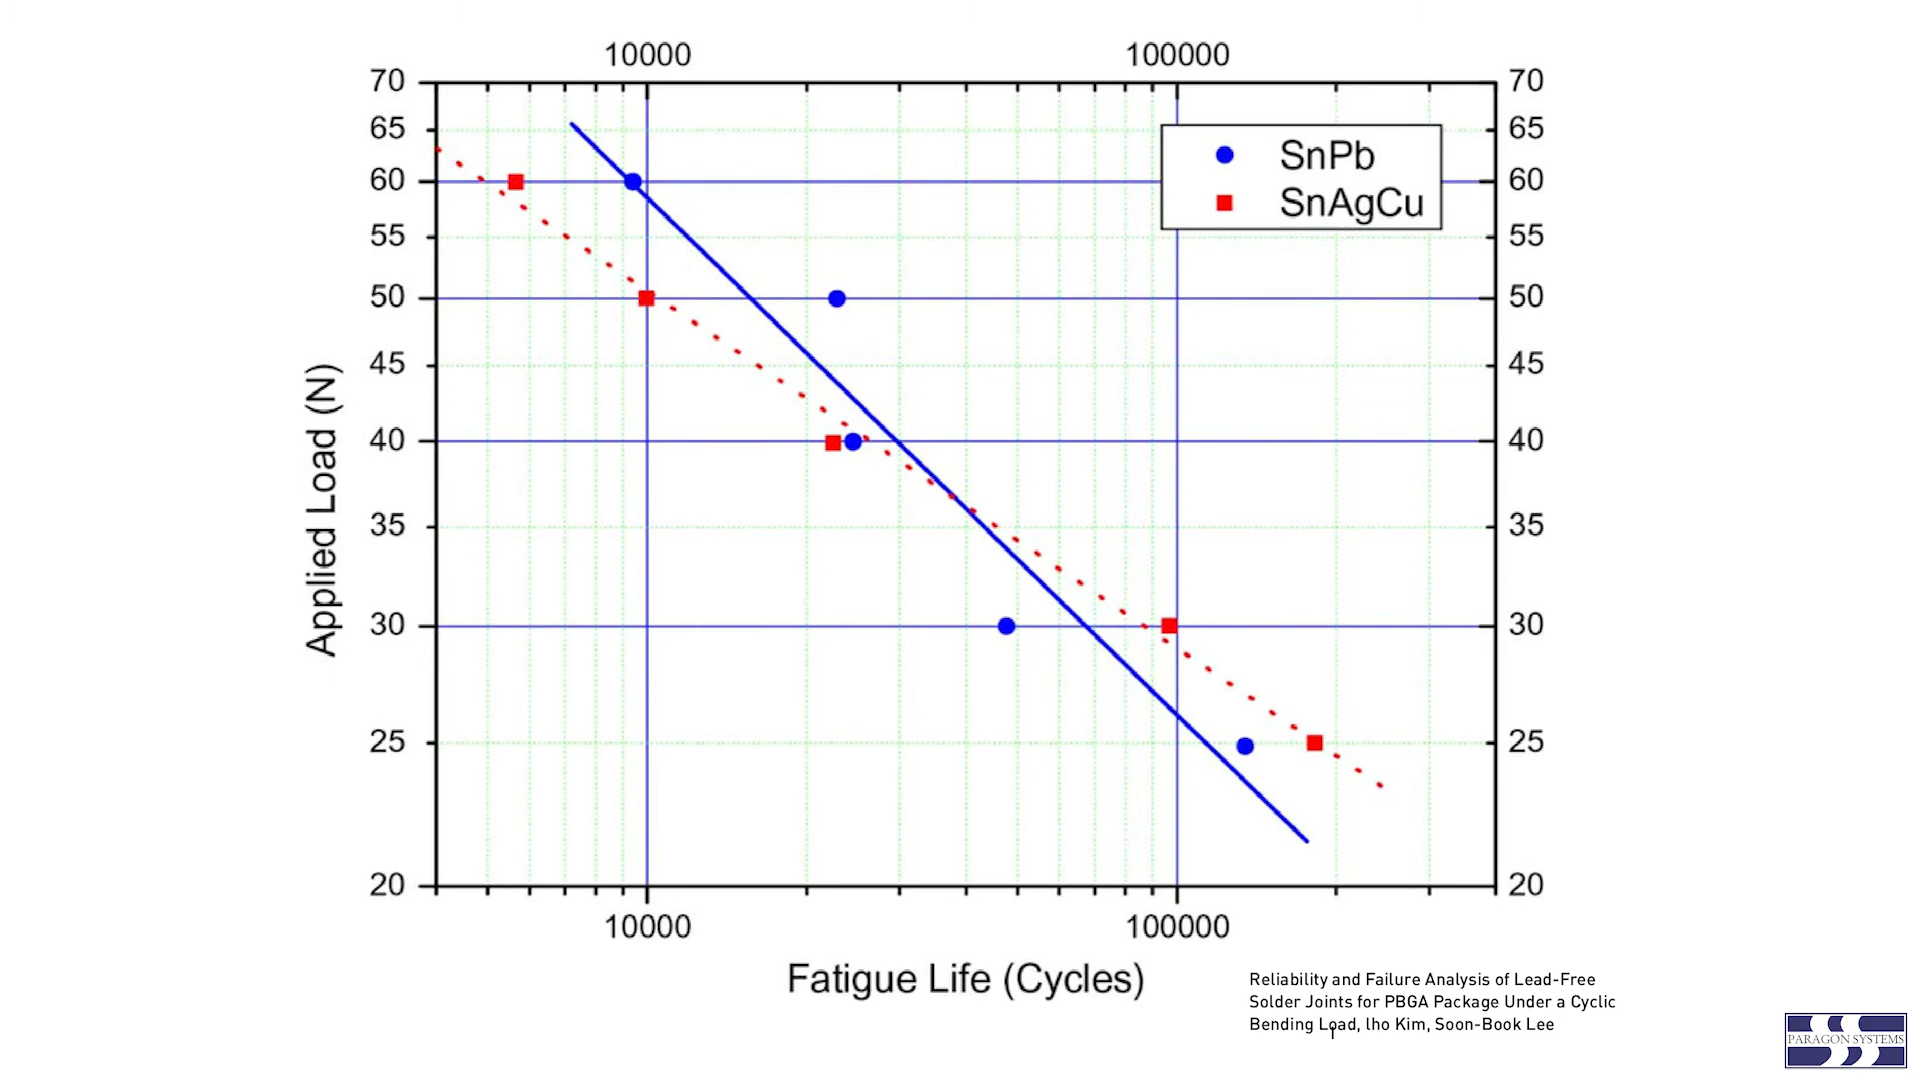 10000 100000
70 70
65 65
60 60
55 55
50 50
45 45
40 40
35 35
30 30
25 25
20 20
10000 100000
Applied Load (N)
Fatigue Life (Cycles)
SnPb
SnAgCu
Reliability and Failure Analysis of Lead-Free
Solder Joints for PBGA Package Under a Cyclic
Bending Load, lho Kim, Soon-Book Lee
PARAGON SYSTEMS